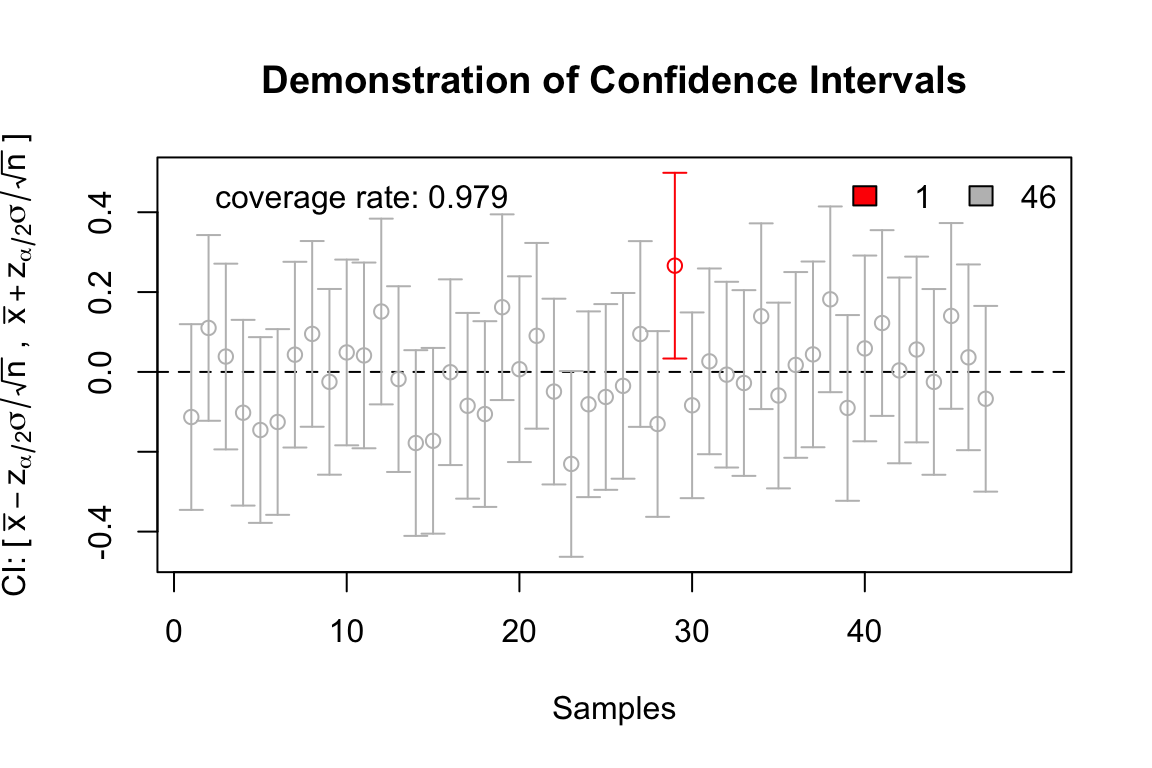 Demonstration of Confidence Intervals
CI: [ x̅ − zα/2σ/√n , x̅ + zα/2σ/√n ]
coverage rate: 0.979
1 46
0.4
0.2
0.0
-0.4
0 10 20 30 40
Samples